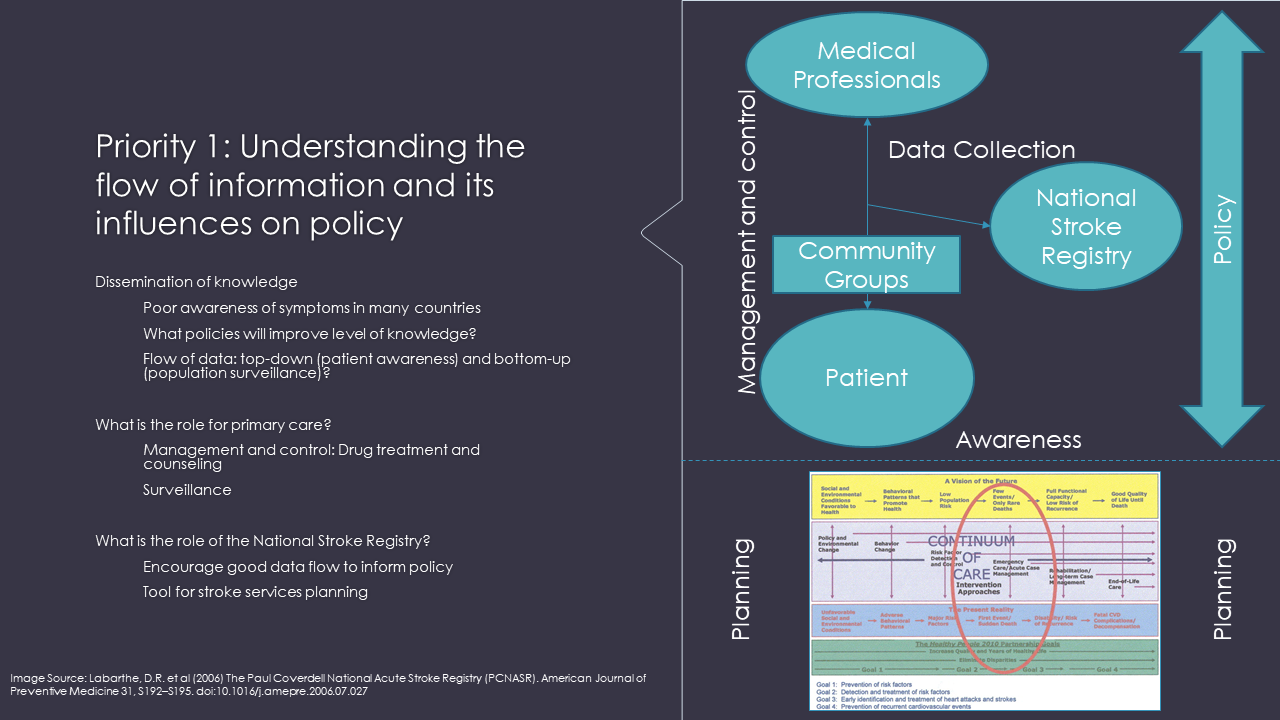 Priority 1: Understanding the
flow of information and its
influences on policy
Dissemination of knowledge
Poor awareness of symptoms in many countries
What policies will improve level of knowledge?
Flow of data: top-down (patient awareness) and bottom-up
(population surveillance)?
What is the role for primary care?
Management and control: Drug treatment and
counseling
Surveillance
What is the role of the National Stroke Registry?
Encourage some data flow to inform policy
Tool for stroke services planning
Image Source: Labarthe, D.R. et al (2006) The Paul Coverdell National Acute Stroke Registry (PCNASR). American Journal of
Preventive Medicine 31, S192–S201. doi:10.1016/j.amepre.2006.07.027
Medical
Professionals
Management and control
Data Collection
National
Stroke
Registry
Policy
Community
Groups
Patient
Awareness
Planning
Planning
A Vision of the Future
Social and
Environmental
Conditions
Favorable to
Health
Behavioral
Patterns that
Promote
Health
Low
Population
Risk
Few
Events/
Only Rare
Deaths
Full Functional
Capacity/
Low Risk of
Recurrence
Good Quality
of Life Until
Death
Policy and
Environmental
Change
Behavior
Change
Risk Factor
Detection
and Control
CONTINUUM
OF
CARE
Emergency
Care/Acute Case
Management
Rehabilitation/
Long-term Case
Management
End-of-Life
Care
Intervention
Approaches
The Present Reality
Unfavorable
Social and
Environmental
Conditions
Adverse
Behavioral
Patterns
Major Risk
Factors
First Event/
Sudden Death
Disability/ Risk
of Recurrence
Fatal CVD
Complications/
Decompensation
The Healthy People 2010 Partnership Goals
Increase Quality and Years of Healthy Life
Eliminate Disparities
Goal 1
Goal 2
Goal 3
Goal 4
Goal 1: Prevention of risk factors
Goal 2: Detection and treatment of risk factors
Goal 3: Early identification and treatment of heart attacks and strokes
Goal 4: Prevention of recurrent cardiovascular events